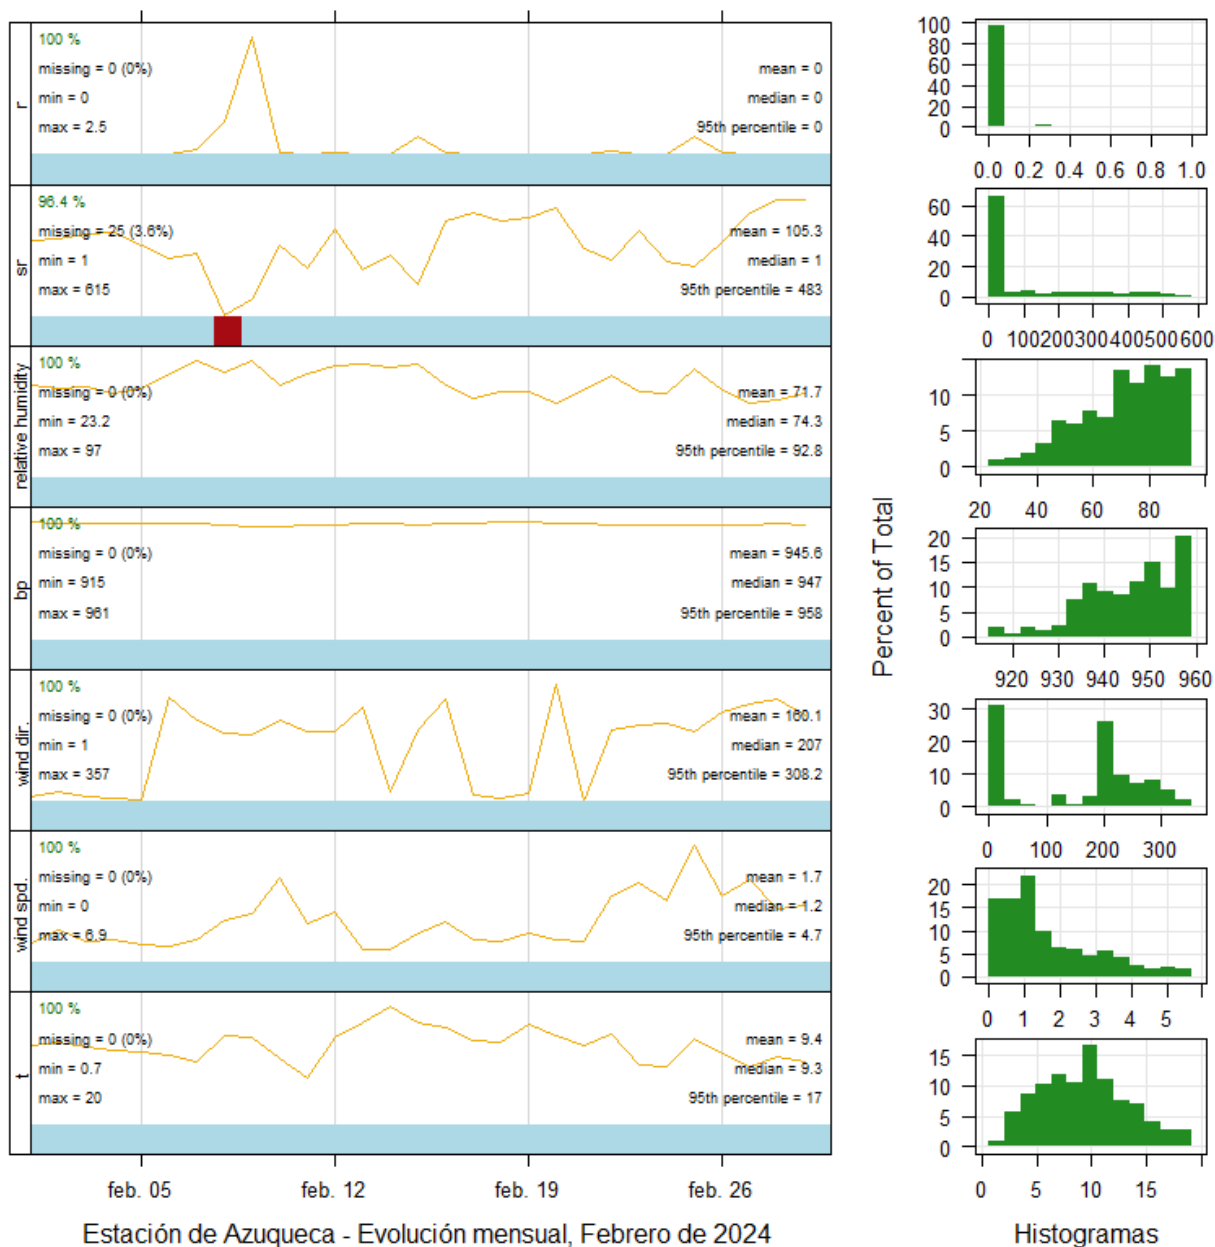 r
100 %
missing = 0 (0%)
min = 0
max = 2.5
mean = 0
median = 0
95th percentile = 0
sr
96.4 %
missing = 25 (3.6%)
min = 1
max = 615
mean = 105.3
median = 1
95th percentile = 483
relative humidity
100 %
missing = 0 (0%)
min = 23.2
max = 97
mean = 71.7
median = 74.3
95th percentile = 92.8
bp
100 %
missing = 0 (0%)
min = 915
max = 961
mean = 945.6
median = 947
95th percentile = 958
wind dir.
100 %
missing = 0 (0%)
min = 1
max = 357
mean = 160.1
median = 207
95th percentile = 308.2
wind spd.
100 %
missing = 0 (0%)
min = 0
max = 6.9
mean = 1.7
median = 1.2
95th percentile = 4.7
t
100 %
missing = 0 (0%)
min = 0.7
max = 20
mean = 9.4
median = 9.3
95th percentile = 17
feb. 05 feb. 12 feb. 19 feb. 26
Estación de Azuqueca - Evolución mensual, Febrero de 2024
Percent of Total
100
80
60
40
20
0
0.0 0.2 0.4 0.6 0.8 1.0
60
40
20
0
0 100 200 300 400 500 600
10
5
0
20 40 60 80
20
15
10
5
0
920 930 940 950 960
30
20
10
0
0 100 200 300
20
15
10
5
0
0 1 2 3 4 5
15
10
5
0
0 5 10 15
Histogramas